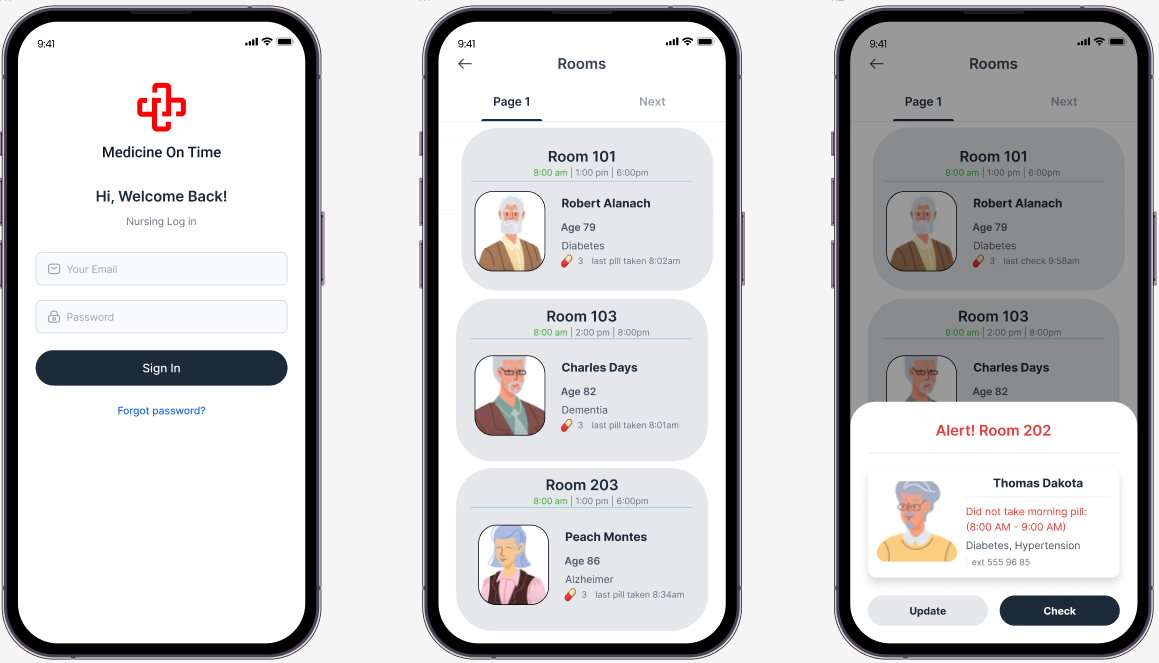 9:41
Medicine On Time
Hi, Welcome Back!
Nursing Log in
Your Email
Password
Sign In
Forgot password?
9:41
Rooms
Page 1 Next
Room 101
8:00 am | 1:00 pm | 6:00pm
Robert Alanach
Age 79
Diabetes
3 last pill taken 8:02am
Room 103
8:00 am | 2:00 pm | 8:00pm
Charles Days
Age 82
Dementia
3 last pill taken 8:01am
Room 203
8:00 am | 1:00 pm | 6:00pm
Peach Montes
Age 86
Alzheimer
3 last pill taken 8:34am
9:41
Rooms
Page 1 Next
Room 101
8:00 am | 1:00 pm | 6:00pm
Robert Alanach
Age 79
Diabetes
3 last check 9:58am
Room 103
8:00 am | 2:00 pm | 8:00pm
Charles Days
Age 82
Alert! Room 202
Thomas Dakota
Did not take morning pill:
(8:00 AM - 9:00 AM)
Diabetes, Hypertension
ext 555 96 85
Update Check